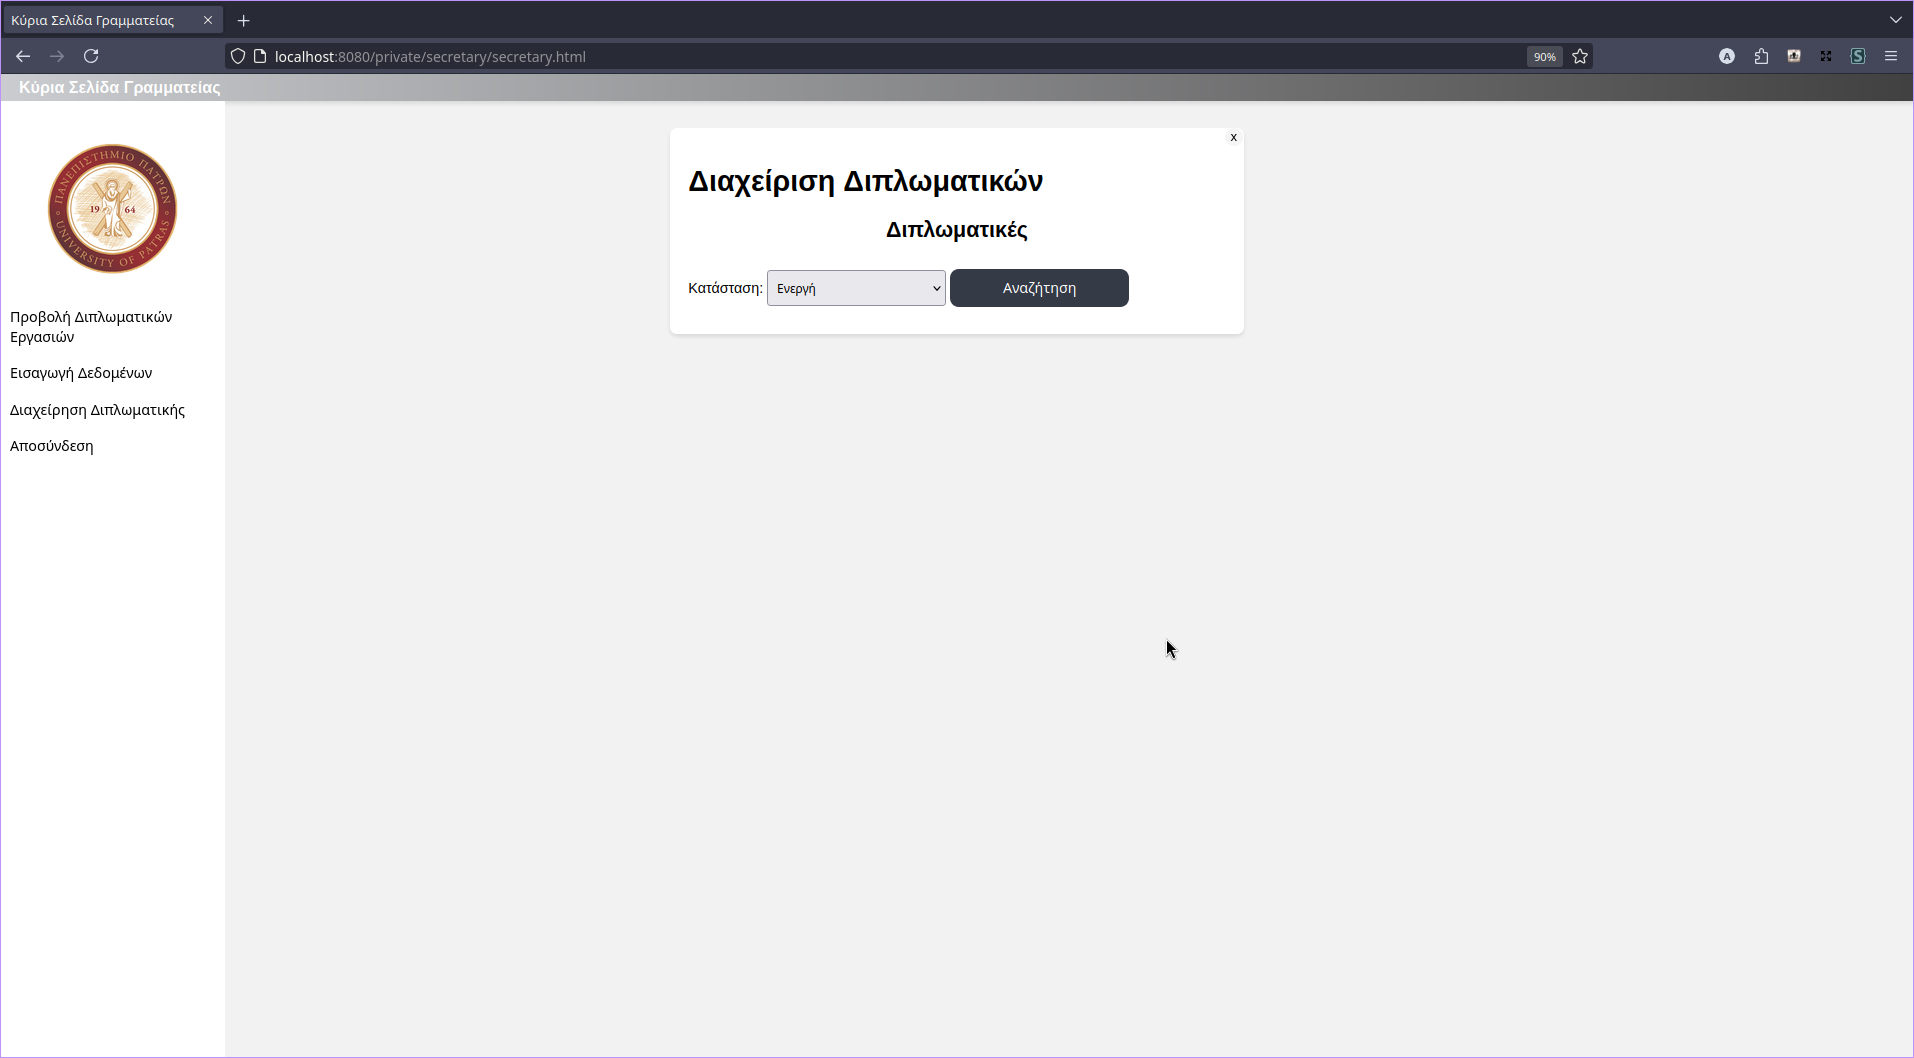 Κύρια Σελίδα Γραμματείας
localhost:8080/private/secretary/secretary.html
90%
A
S
Κύρια Σελίδα Γραμματείας
ΠΑΝΕΠΙΣΤΗΜΙΟ ΠΑΤΡΩΝ
19 64
UNIVERSITY OF PATRAS
Προβολή Διπλωματικών
Εργασιών
Εισαγωγή Δεδομένων
Διαχείρηση Διπλωματικής
Αποσύνδεση
x
Διαχείριση Διπλωματικών
Διπλωματικές
Κατάσταση: Ενεργή Αναζήτηση